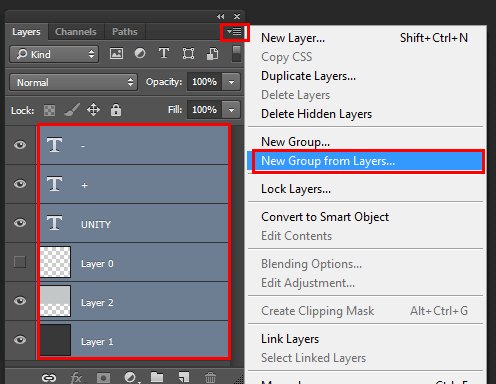 Layers Channels Paths
Kind
Normal Opacity: 100%
Lock: Fill: 100%
T -
T +
T UNITY
Layer 0
Layer 2
Layer 1
fx
New Layer... Shift+Ctrl+N
Copy CSS
Duplicate Layers...
Delete Layers
Delete Hidden Layers
New Group...
New Group from Layers...
Lock Layers...
Convert to Smart Object
Edit Contents
Blending Options...
Edit Adjustment...
Create Clipping Mask Alt+Ctrl+G
Link Layers
Select Linked Layers